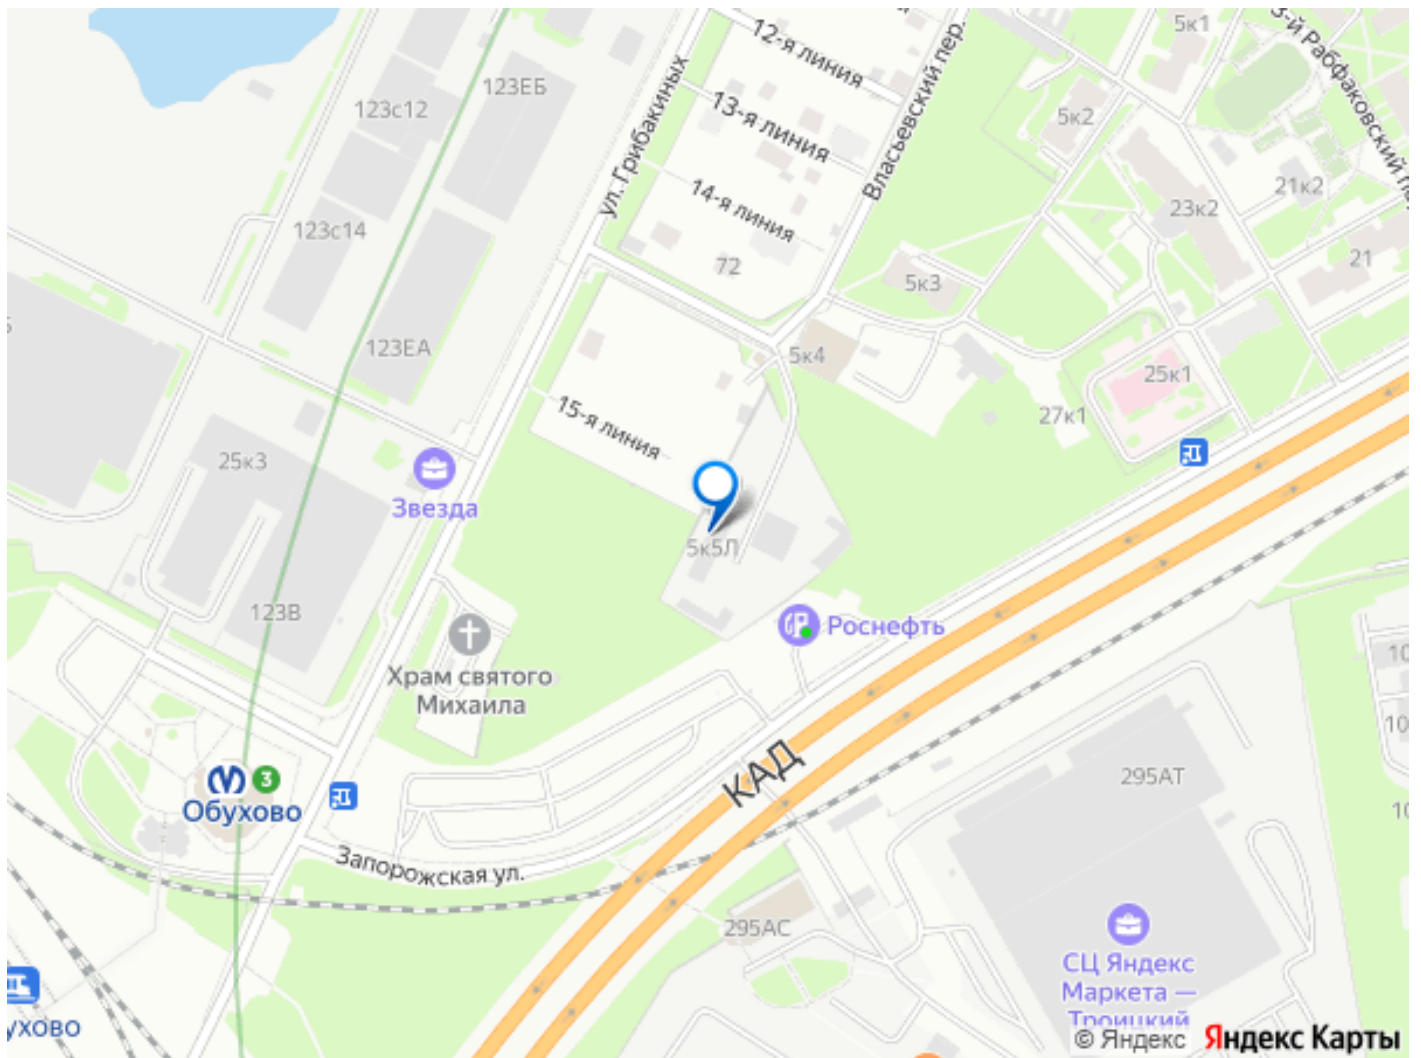 12-я линия
5к1
3-й Рабфаковский пер.
123ЕБ
123с12
ул. Грибакиных
13-я линия
Власьевский пер.
5к2
14-я линия
21к2
23к2
123с14
72
5к3
21
123ЕА
5к4
25к1
15-я линия
27к1
25к3
Звезда
5к5Л
123В
Роснефть
Храм святого
Михаила
КАД
3
Обухово
295АТ
Запорожская ул.
295АС
СЦ Яндекс
Маркета —
Троицкий
© Яндекс
Яндекс Карты